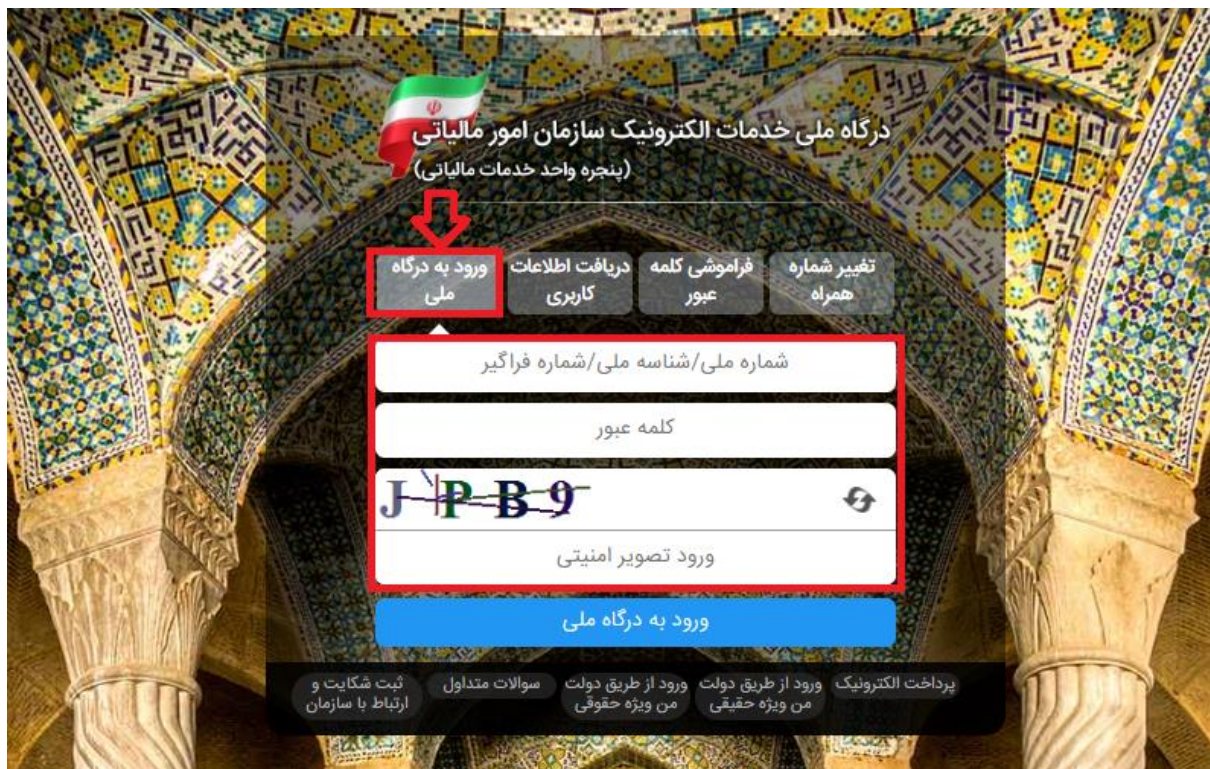 درگاه ملی خدمات الکترونیک سازمان امور مالیاتی
(پنجره واحد خدمات مالیاتی)
تغییر شماره همراه
فراموشی کلمه عبور
دریافت اطلاعات کاربری
ورود به درگاه ملی
شماره ملی/شناسه ملی/شماره فراگیر
کلمه عبور
J P B 9
ورود تصویر امنیتی
ورود به درگاه ملی
پرداخت الکترونیک
ورود از طریق دولت من ویژه حقیقی
ورود از طریق دولت من ویژه حقوقی
سوالات متداول
ثبت شکایت و ارتباط با سازمان